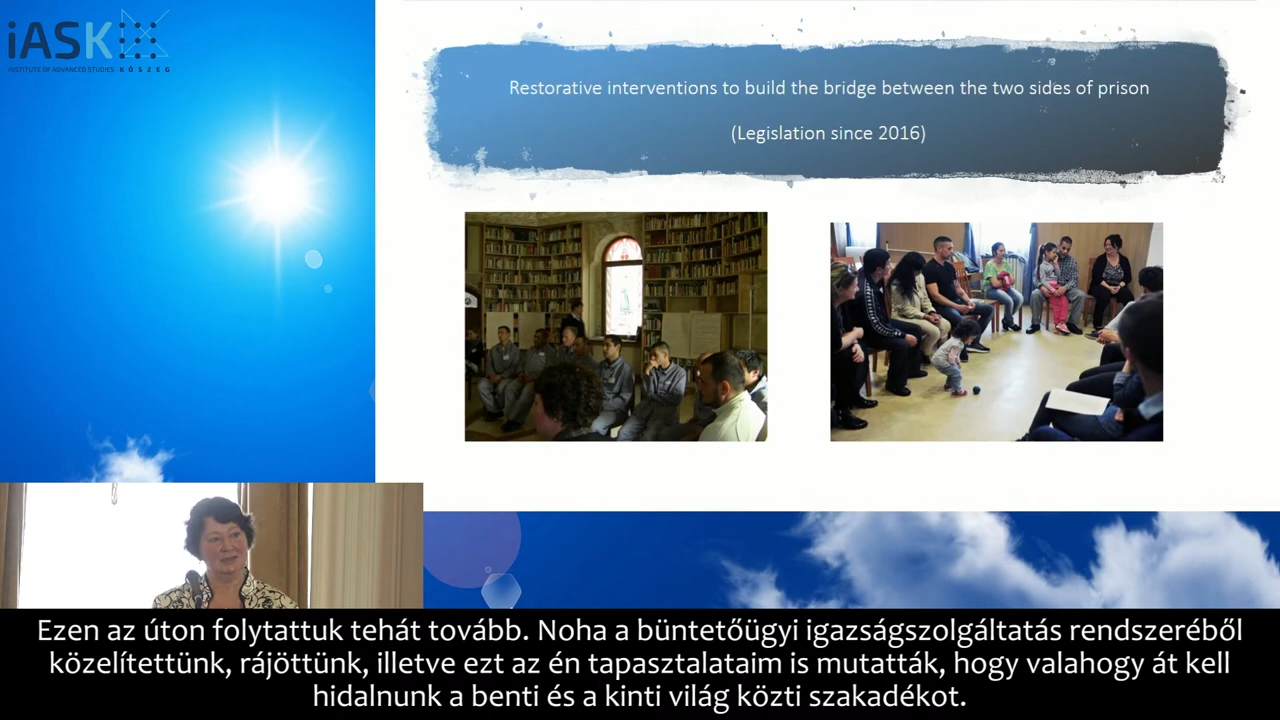 iASK
INSTITUTE OF ADVANCED STUDIES KŐSZEG
Restorative interventions to build the bridge between the two sides of prison
(Legislation since 2016)
Ezen az úton folytattuk tehát tovább. Noha a büntetőügyi igazságszolgáltatás rendszeréből
közelítettünk, rájöttünk, illetve ezt az én tapasztalataim is mutatták, hogy valahogy át kell
hidalnunk a benti és a kinti világ közti szakadékot.